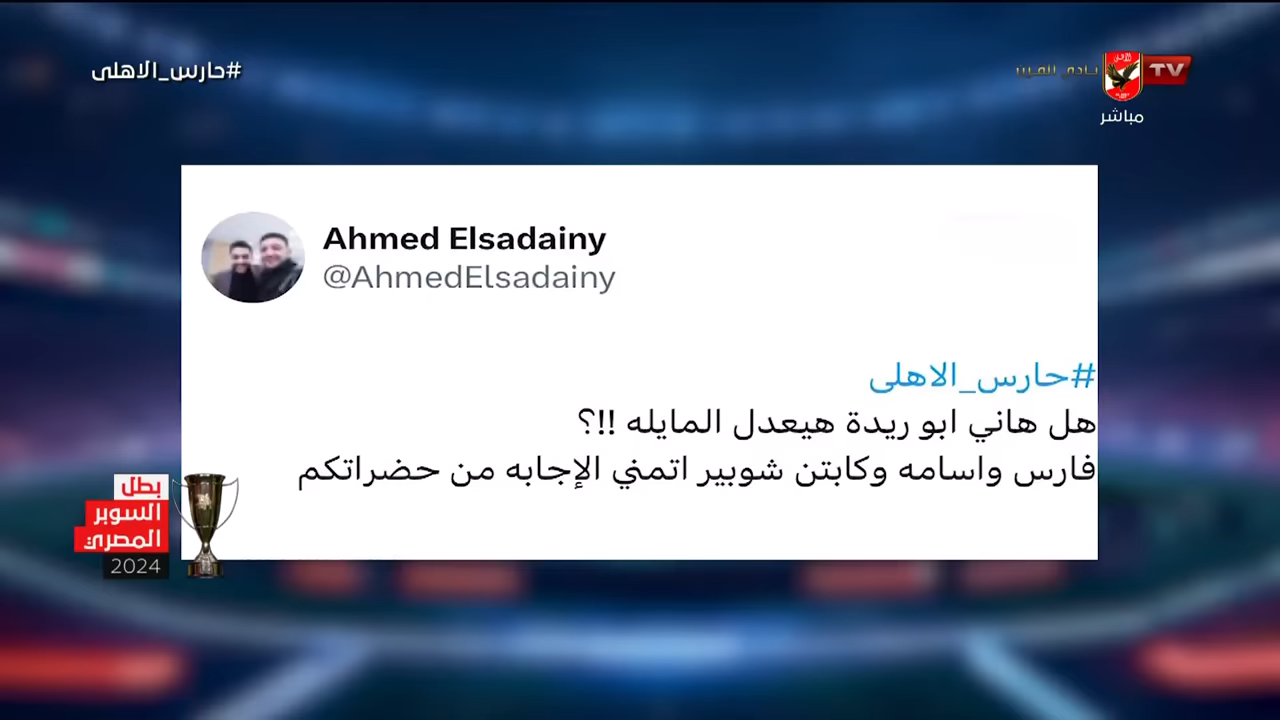 #حارس_الاهلى
TV
مباشر
Ahmed Elsadainy
@AhmedElsadainy
#حارس_الاهلى
هل هاني ابو ريدة هيعدل المايله !!؟
فارس واسامه وكابتن شوبير اتمني الإجابه من حضراتكم
بطل
السوبر
المصري
2024